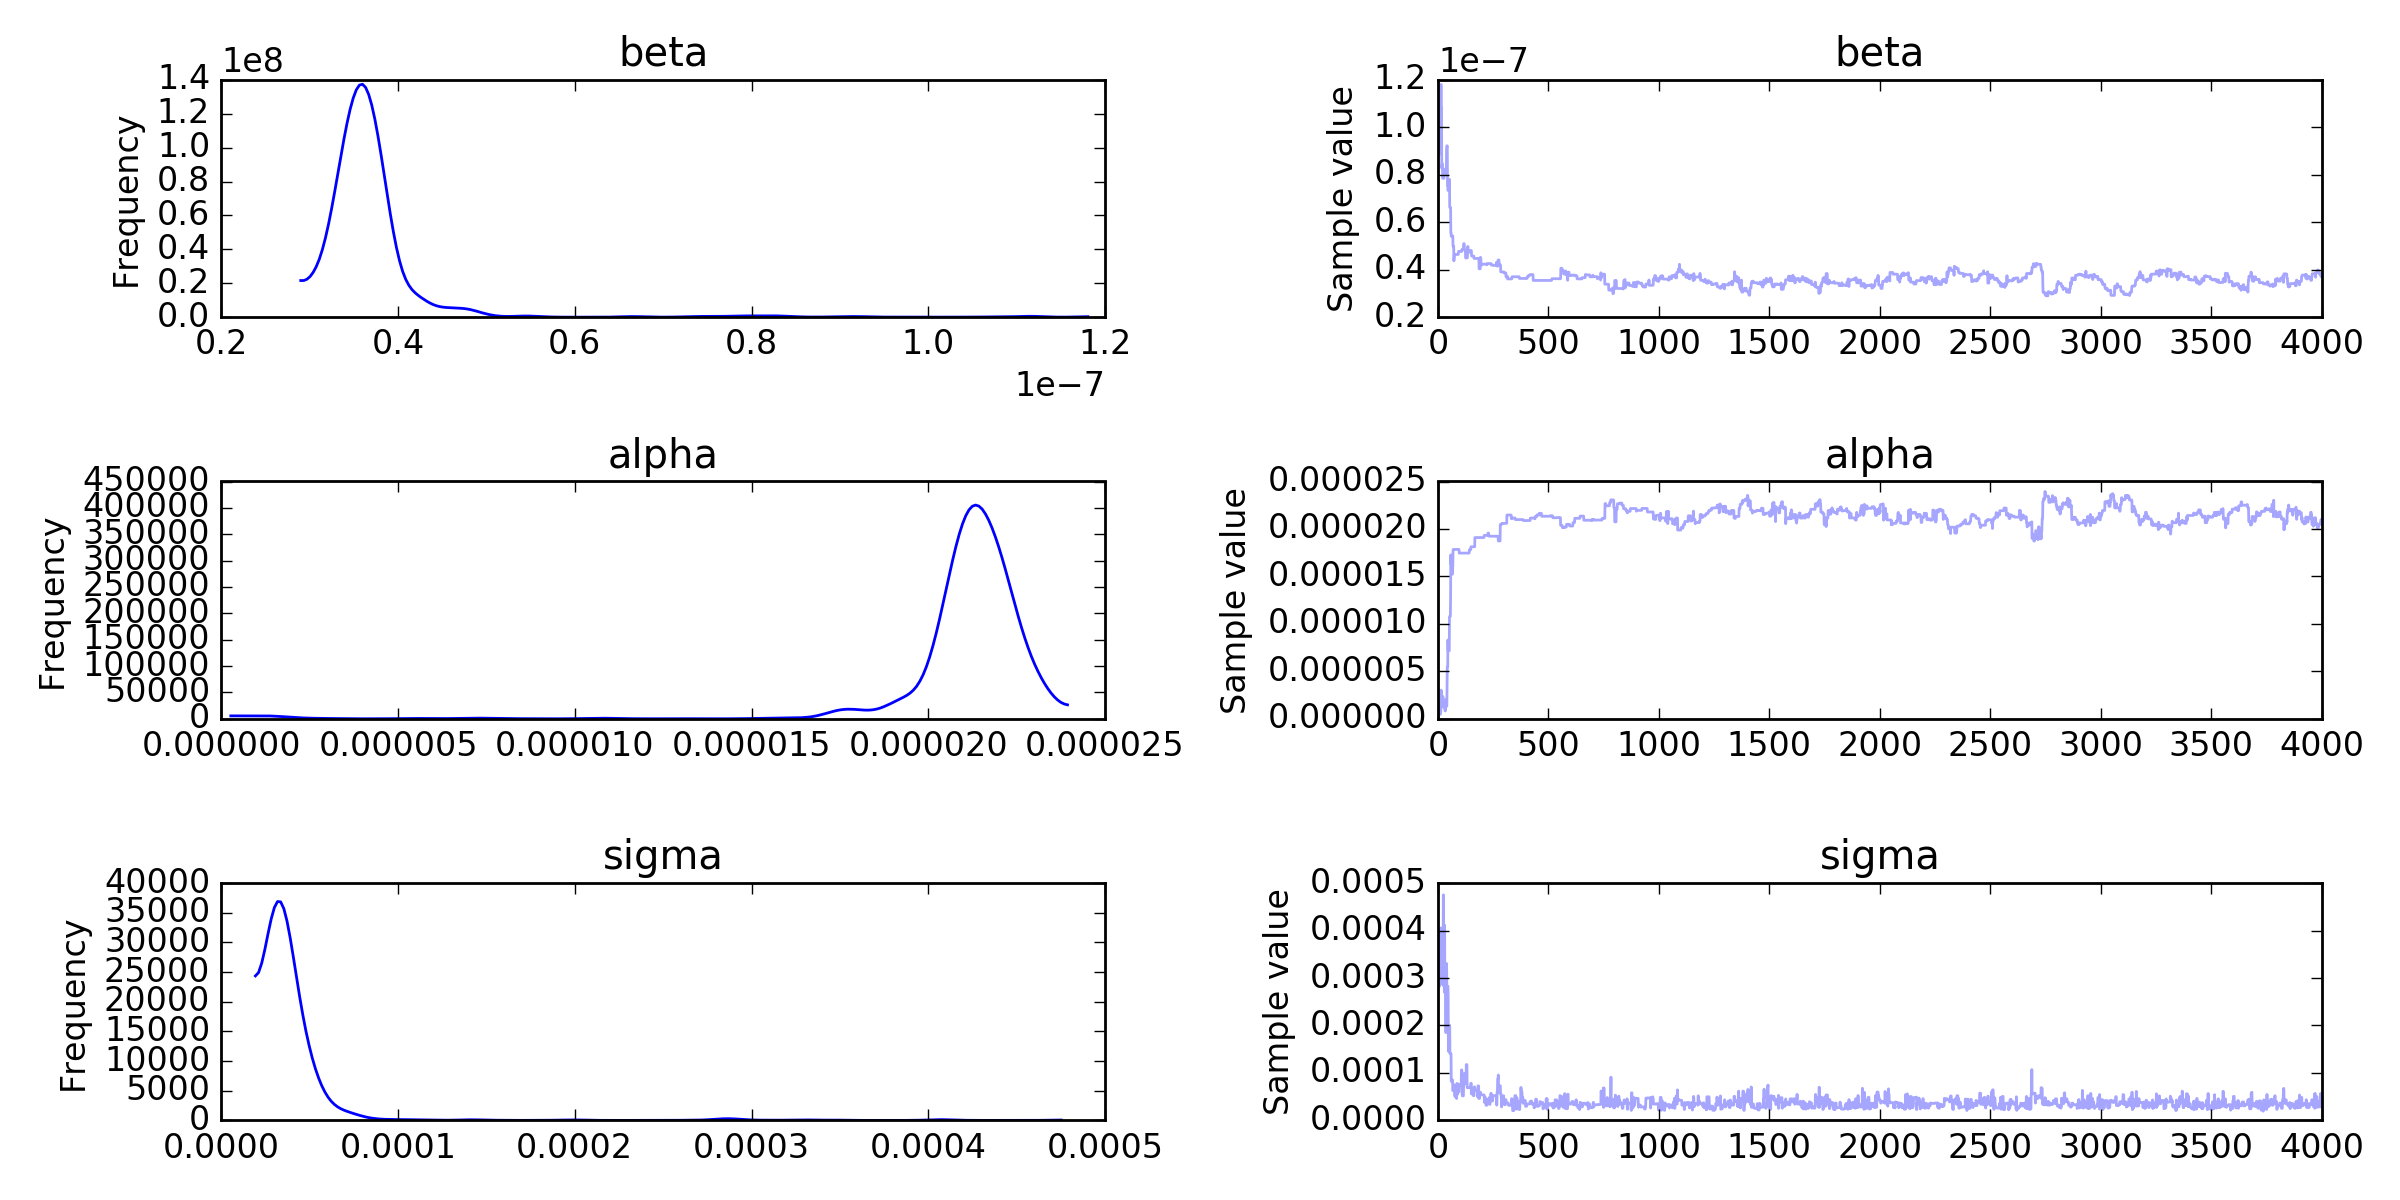 beta
1e8
Frequency
1.4
1.2
1.0
0.8
0.6
0.4
0.2
0.0
0.2 0.4 0.6 0.8 1.0 1.2
1e−7
beta
1e−7
Sample value
1.2
1.0
0.8
0.6
0.4
0.2
0 500 1000 1500 2000 2500 3000 3500 4000
alpha
Frequency
450000
400000
350000
300000
250000
200000
150000
100000
50000
0
0.000000 0.000005 0.000010 0.000015 0.000020 0.000025
alpha
Sample value
0.000025
0.000020
0.000015
0.000010
0.000005
0.000000
0 500 1000 1500 2000 2500 3000 3500 4000
sigma
Frequency
40000
35000
30000
25000
20000
15000
10000
5000
0
0.0000 0.0001 0.0002 0.0003 0.0004 0.0005
sigma
Sample value
0.0005
0.0004
0.0003
0.0002
0.0001
0.0000
0 500 1000 1500 2000 2500 3000 3500 4000